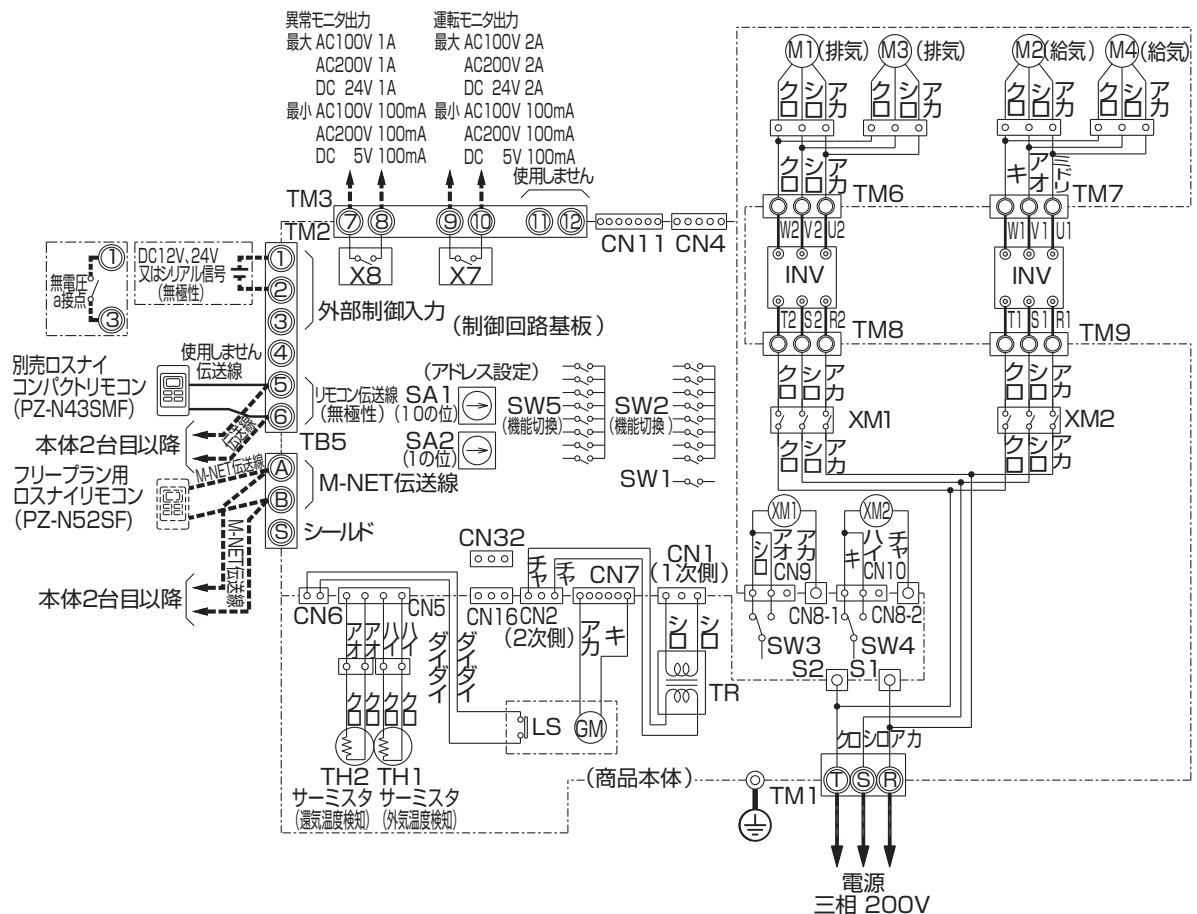 異常モニタ出力
最大 AC100V 1A
AC200V 1A
DC 24V 1A
最小 AC100V 100mA
AC200V 100mA
DC 5V 100mA
運転モニタ出力
最大 AC100V 2A
AC200V 2A
DC 24V 2A
最小 AC100V 100mA
AC200V 100mA
DC 5V 100mA
使用しません
TM3
⑦ ⑧ ⑨ ⑩ ⑪ ⑫
X8
X7
CN11
CN4
TM2
①
②
③
④
⑤
⑥
TB5
A
B
S
外部制御入力
リモコン伝送線
(無極性)
M-NET伝送線
シールド
①
無電圧
a接点
③
DC12V、24V
又はシリアル信号
(無極性)
使用しません
伝送線
別売ロスナイ
コンパクトリモコン
(PZ-N43SMF)
伝送線
本体2台目以降
M-NET伝送線
フリープラン用
ロスナイリモコン
(PZ-N52SF)
M-NET伝送線
本体2台目以降
(制御回路基板)
(アドレス設定)
SA1
(10の位)
SA2
(1の位)
SW5
(機能切換)
SW2
(機能切換)
SW1
M1 (排気)
M3 (排気)
M2 (給気)
M4 (給気)
クロ シロ アカ
クロ シロ アカ
クロ シロ アカ
クロ シロ アカ
クロ シロ アカ
キ アオ ミドリ
TM6
TM7
W2 V2 U2
W1 V1 U1
INV
INV
T2 S2 R2
T1 S1 R1
TM8
TM9
クロ シロ アカ
クロ シロ アカ
XM1
XM2
クロ シロ アカ
クロ シロ アカ
XM1
XM2
シロ アオ アカ
キ ハイ チャ
CN9
CN10
CN8-1
CN8-2
SW3
SW4
S2
S1
CN32
CN6
CN5
CN16
CN2
(2次側)
チャ チャ
CN7
CN1
(1次側)
アオ アオ ハイ ハイ
クロ クロ クロ クロ
ダイダイ ダイダイ
アカ キ
シロ シロ
TR
LS
GM
TH2
サーミスタ
(還気温度検知)
TH1
サーミスタ
(外気温度検知)
(商品本体)
クロ シロ アカ
TM1
T S R
電源
三相 200V